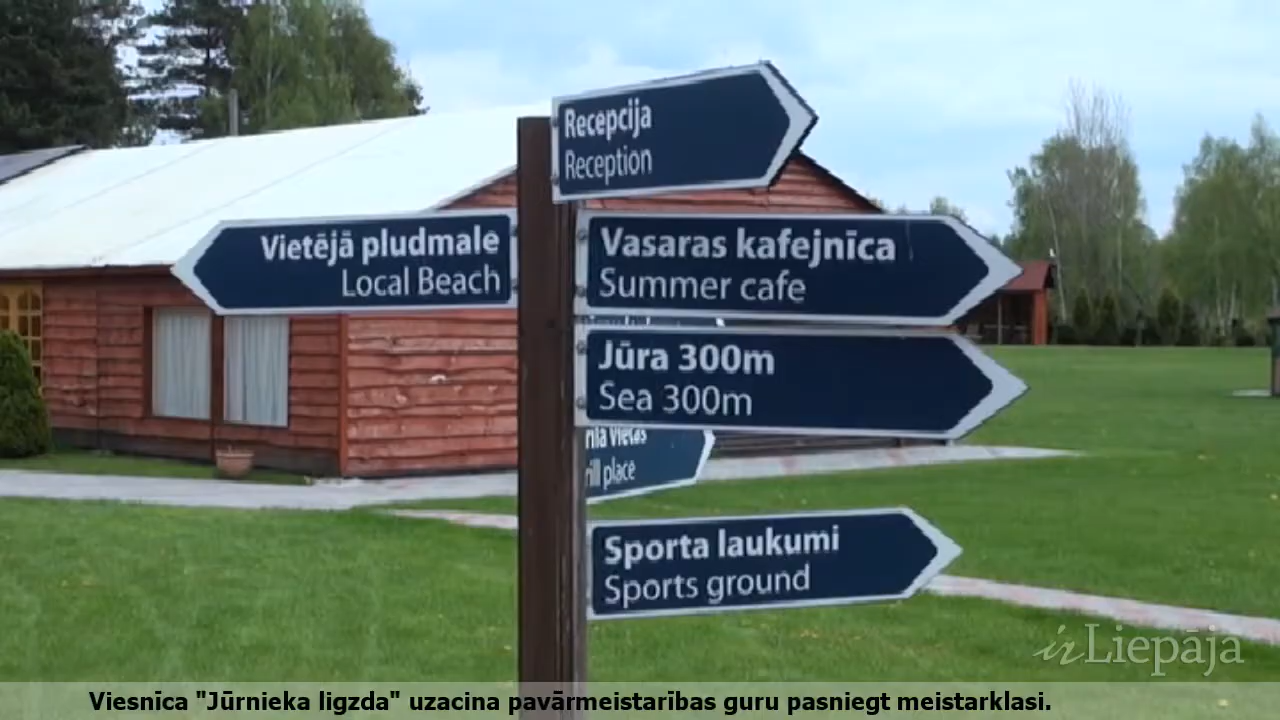 Recepcija
Reception
Vietējā pludmale
Local Beach
Vasaras kafejnīca
Summer cafe
Jūra 300m
Sea 300m
place
Sporta laukumi
Sports ground
irLiepāja
Viesnīca "Jūrnieka ligzda" uzacina pavārmeistarības guru pasniegt meistarklasi.